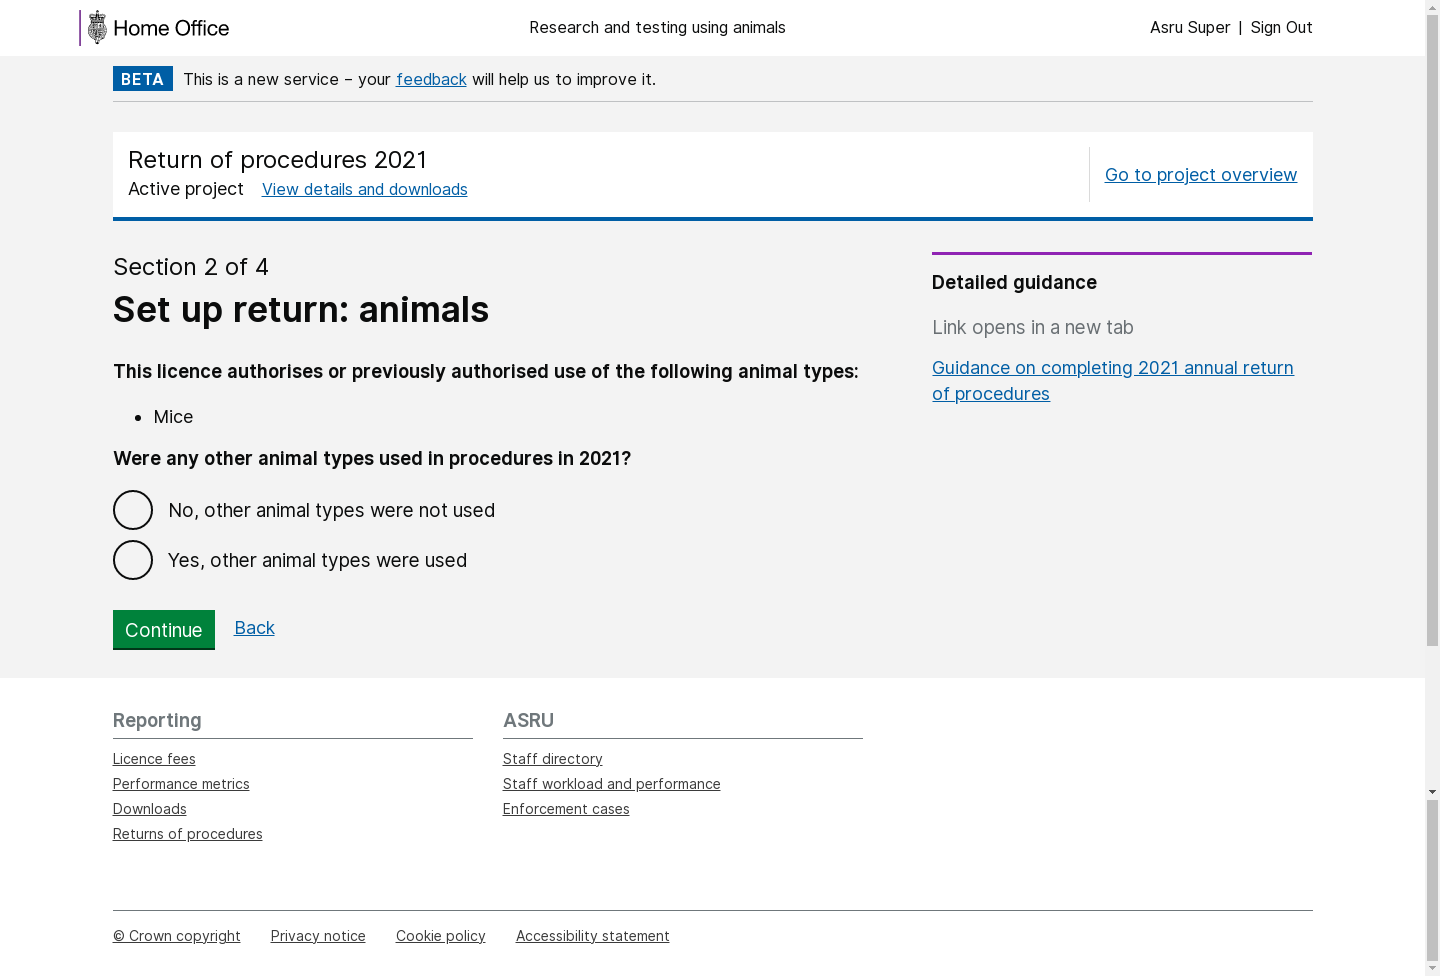 Home Office
Research and testing using animals
Asru Super | Sign Out
BETA This is a new service – your feedback will help us to improve it.
Return of procedures 2021
Active project View details and downloads
Go to project overview
Section 2 of 4
Set up return: animals
This licence authorises or previously authorised use of the following animal types:
• Mice
Were any other animal types used in procedures in 2021?
No, other animal types were not used
Yes, other animal types were used
Continue Back
Detailed guidance
Link opens in a new tab
Guidance on completing 2021 annual return
of procedures
Reporting
Licence fees
Performance metrics
Downloads
Returns of procedures
ASRU
Staff directory
Staff workload and performance
Enforcement cases
© Crown copyright Privacy notice Cookie policy Accessibility statement